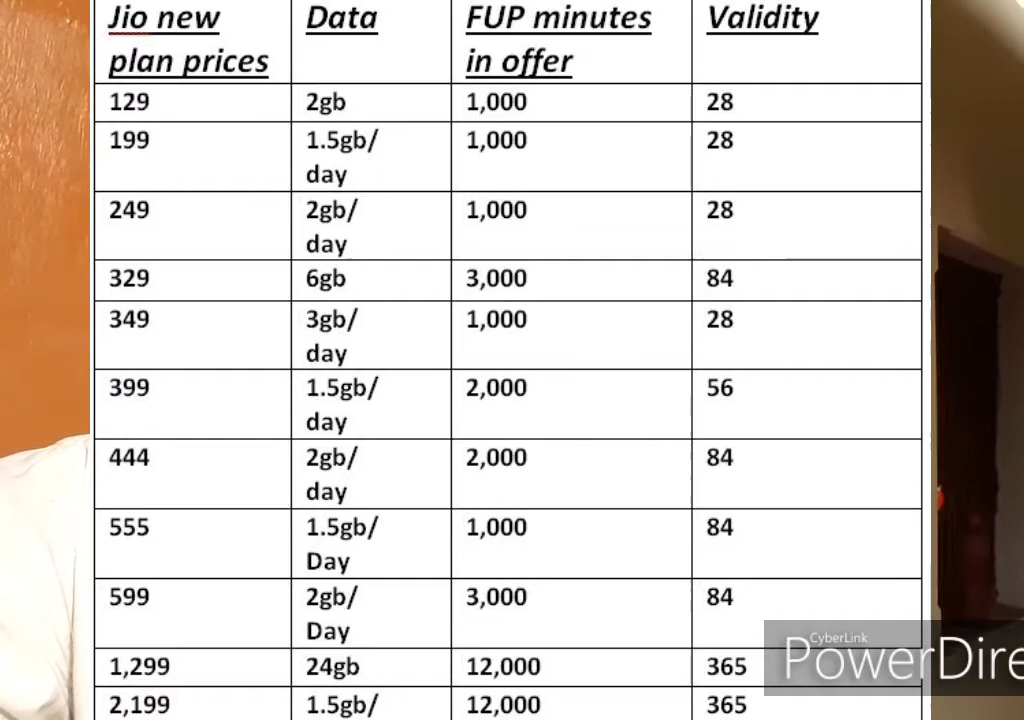 Jio new Data FUP minutes Validity
plan prices in offer
129 2gb 1,000 28
199 1.5gb/ 1,000 28
day
249 2gb/ 1,000 28
day
329 6gb 3,000 84
349 3gb/ 1,000 28
day
399 1.5gb/ 2,000 56
day
444 2gb/ 2,000 84
day
555 1.5gb/ 1,000 84
Day
599 2gb/ 3,000 84
Day
1,299 24gb 12,000 365
2,199 1.5gb/ 12,000 365
CyberLink
PowerDire